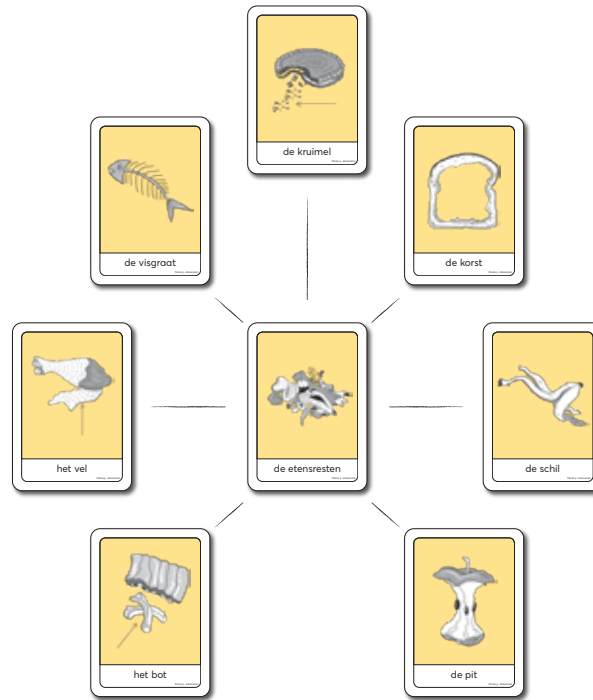 de kruimel
de visgraat
de korst
het vel
de etensresten
de schil
het bot
de pit